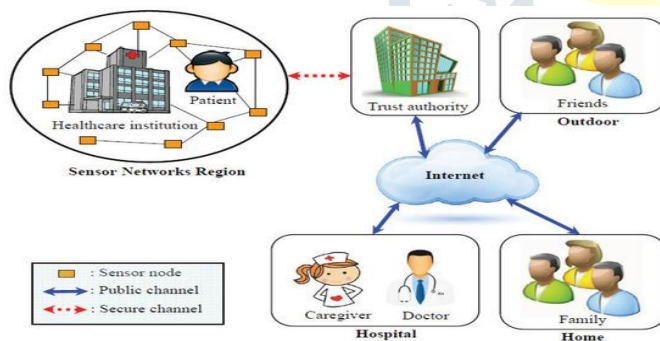 Patient
Healthcare institution
Sensor Networks Region
Trust authority
Friends
Outdoor
Internet
: Sensor node
: Public channel
: Secure channel
Caregiver
Doctor
Hospital
Family
Home